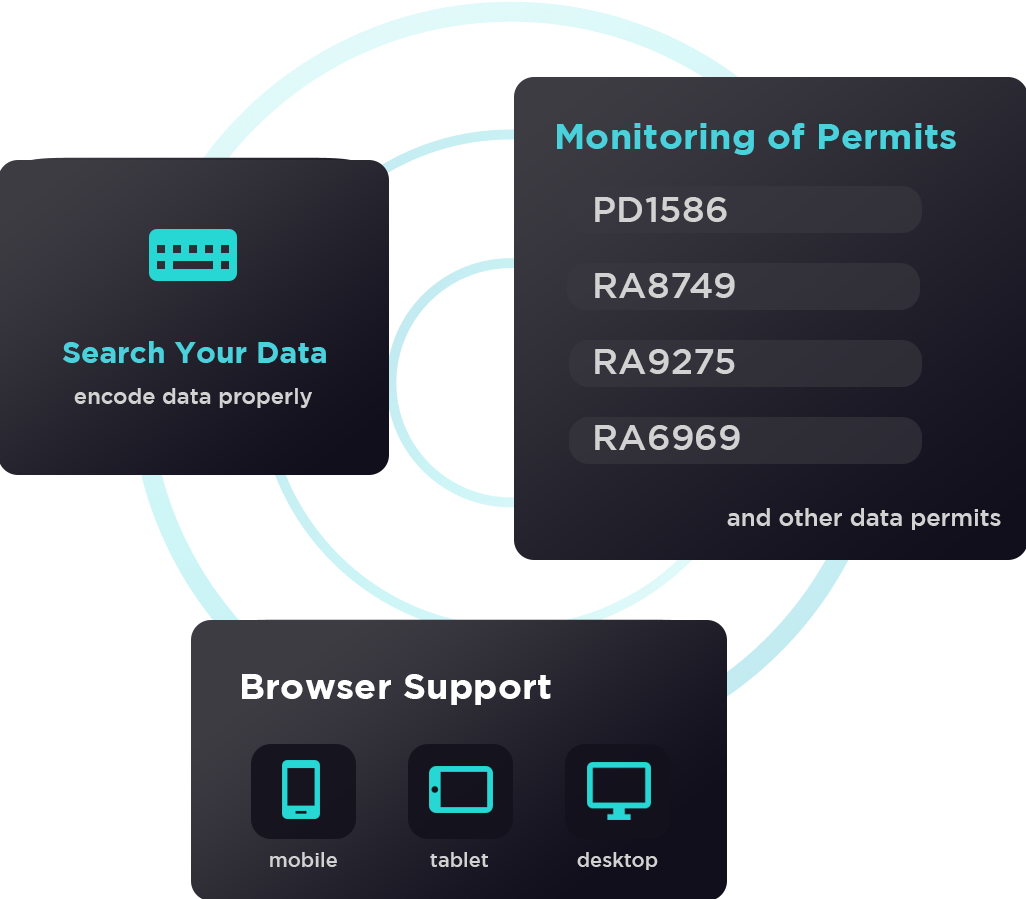 Monitoring of Permits
PD1586
RA8749
RA9275
RA6969
and other data permits
Search Your Data
encode data properly
Browser Support
mobile
tablet
desktop